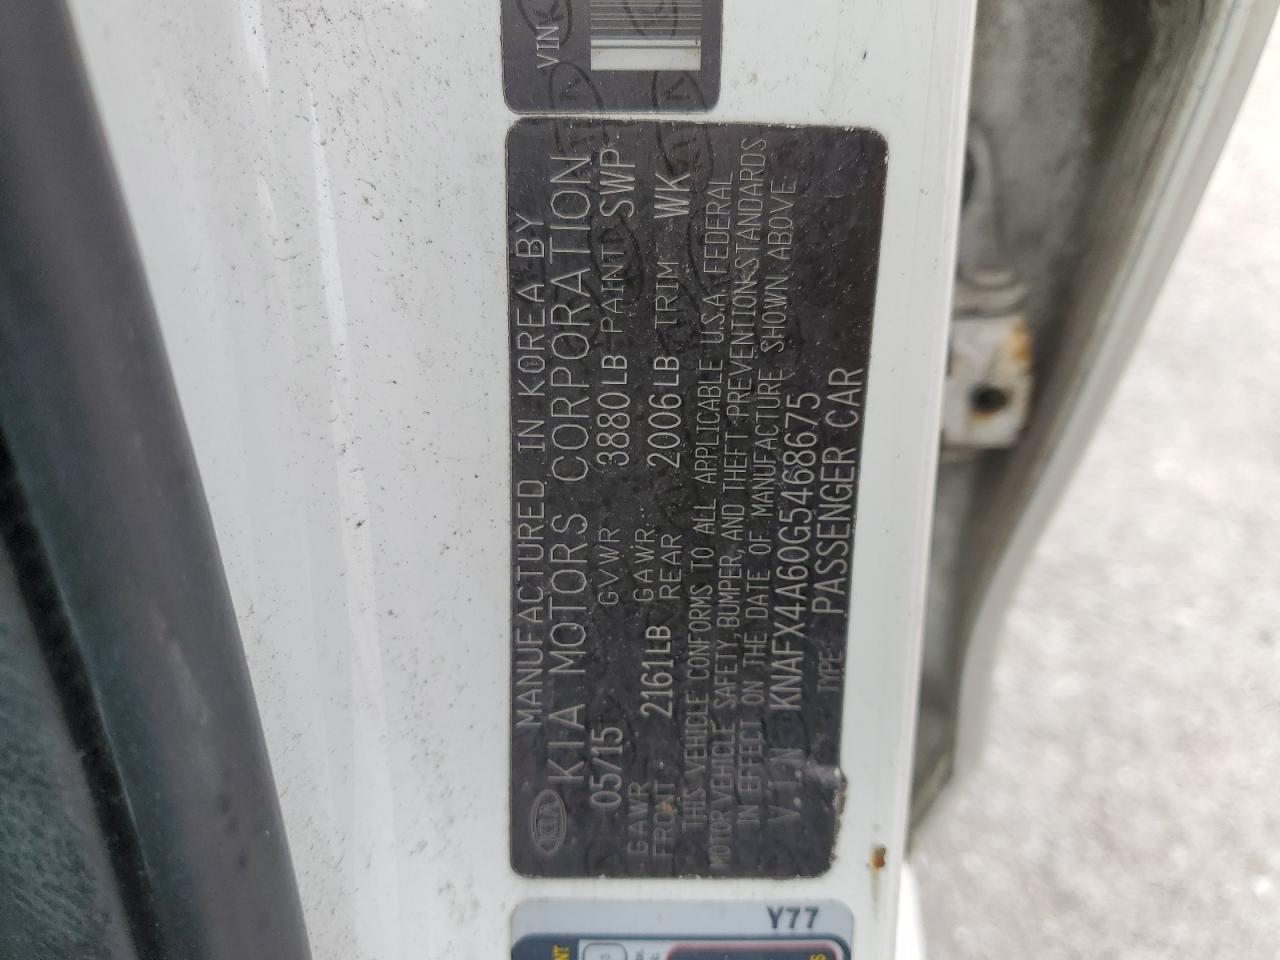 VIN
MANUFACTURED IN KOREA BY
KIA KIA MOTORS CORPORATION
05/15 GVWR 3880LB PAINT SWP
GAWR FRONT 2161LB GAWR REAR 2006LB TRIM WK
THIS VEHICLE CONFORMS TO ALL APPLICABLE U.S.A. FEDERAL
MOTOR VEHICLE SAFETY, BUMPER, AND THEFT PREVENTION STANDARDS
IN EFFECT ON THE DATE OF MANUFACTURE SHOWN ABOVE
V.I.N KNAFX4A60G5468675
TYPE: PASSENGER CAR
Y77